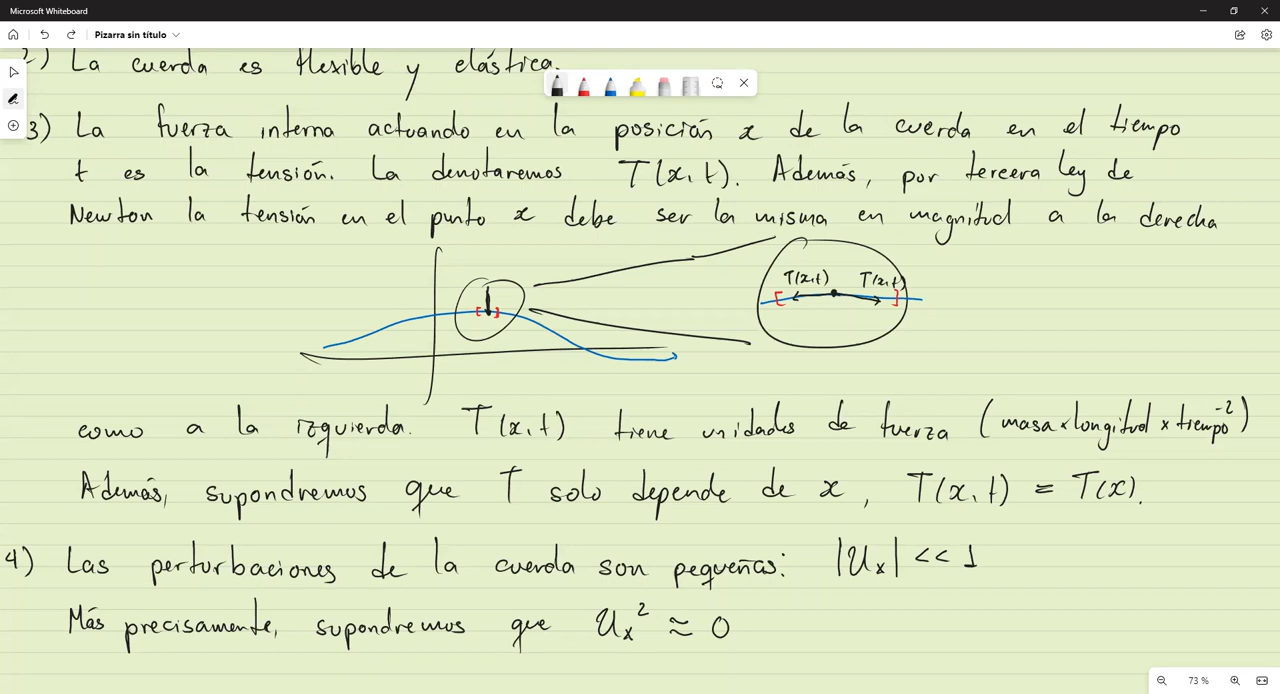 Microsoft Whiteboard
Pizarra sin título
2) La cuerda es flexible y elástica.
3) La fuerza interna actuando en la posición x de la cuerda en el tiempo
t es la tensión. La denotaremos T(x,t). Además, por tercera ley de
Newton la tensión en el punto x debe ser la misma en magnitud a la derecha
T(x,t) T(x,t)
[ ] [ ]
como a la izquierda. T(x,t) tiene unidades de fuerza (masa×longitud×tiempo⁻²)
Además, supondremos que T solo depende de x, T(x,t) = T(x).
4) Las perturbaciones de la cuerda son pequeñas: |Uₓ| << 1
Más precisamente, supondremos que Uₓ² ≈ 0
73 %